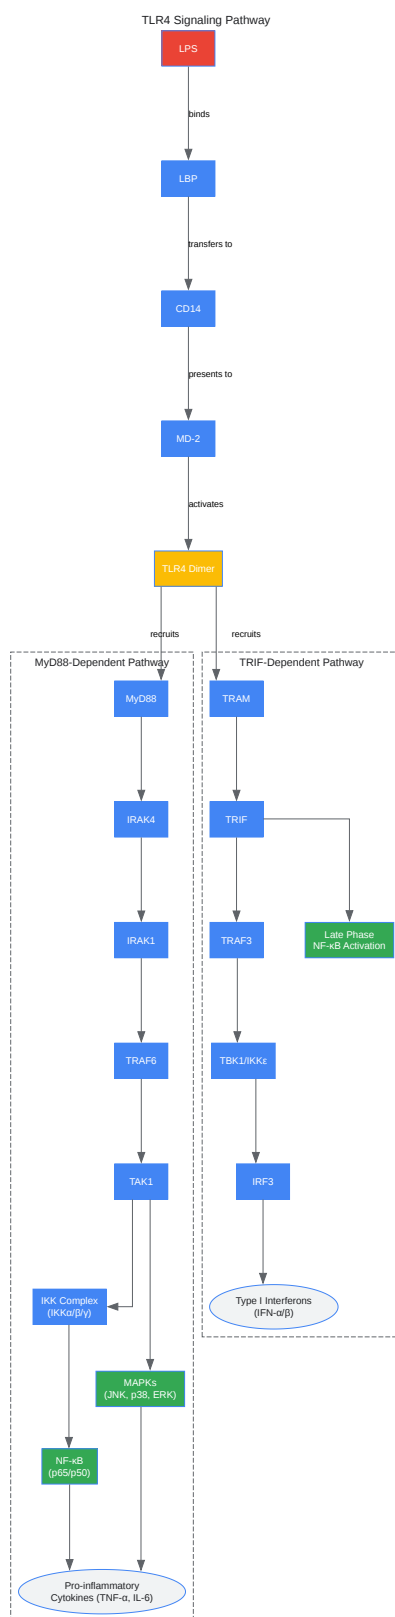 TLR4 Signaling Pathway
LPS
binds
LBP
transfers to
CD14
presents to
MD-2
activates
TLR4 Dimer
recruits
recruits
MyD88-Dependent Pathway
MyD88
IRAK4
IRAK1
TRAF6
TAK1
IKK Complex
(IKKα/β/γ)
MAPKs
(JNK, p38, ERK)
NF-κB
(p65/p50)
Pro-inflammatory
Cytokines (TNF-α, IL-6)
TRIF-Dependent Pathway
TRAM
TRIF
TRAF3
Late Phase
NF-κB Activation
TBK1/IKKε
IRF3
Type I Interferons
(IFN-α/β)